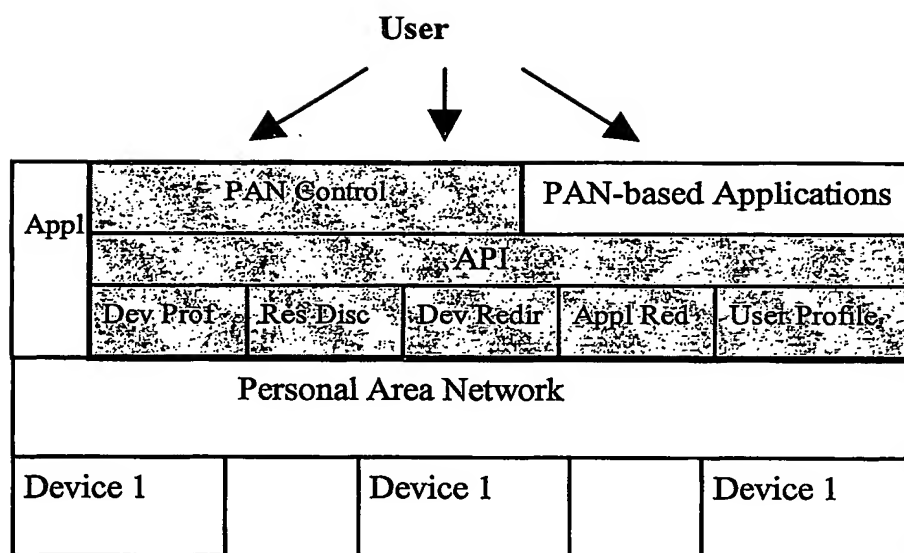 User
PAN Control
PAN-based Applications
Appl
API
Dev Prof
Res Disc
Dev Redir
Appl Red
User Profile
Personal Area Network
Device 1
Device 1
Device 1